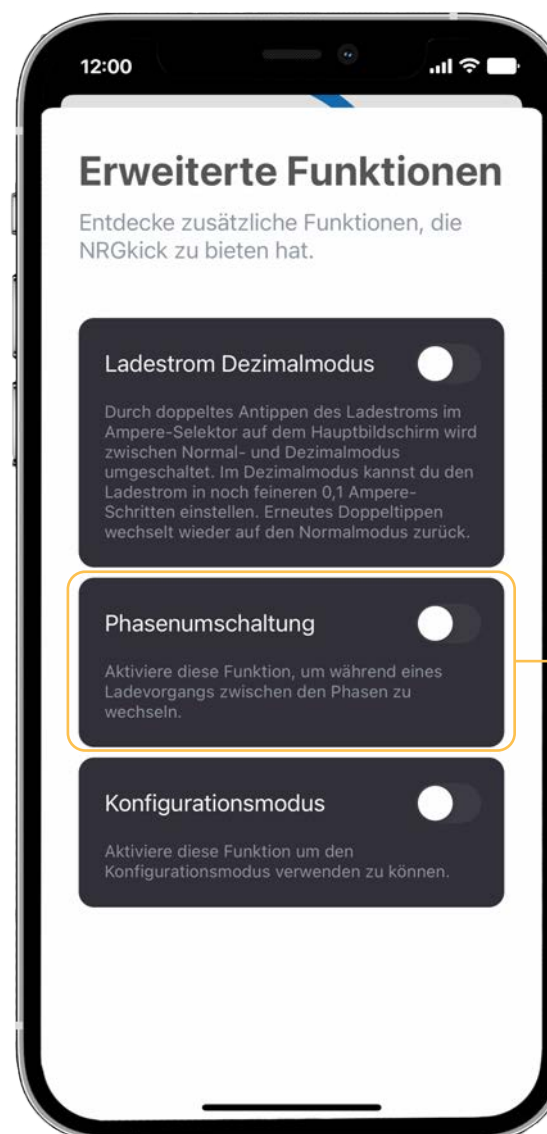 12:00
Erweiterte Funktionen
Entdecke zusätzliche Funktionen, die
NRGkick zu bieten hat.
Ladestrom Dezimalmodus
Durch doppeltes Antippen des Ladestroms im
Ampere-Selektor auf dem Hauptbildschirm wird
zwischen Normal- und Dezimalmodus
umgeschaltet. Im Dezimalmodus kannst du den
Ladestrom in noch feineren 0,1 Ampere-
Schritten einstellen. Erneutes Doppeltippen
wechselt wieder auf den Normalmodus zurück.
Phasenumschaltung
Aktiviere diese Funktion, um während eines
Ladevorgangs zwischen den Phasen zu
wechseln.
Konfigurationsmodus
Aktiviere diese Funktion um den
Konfigurationsmodus verwenden zu können.